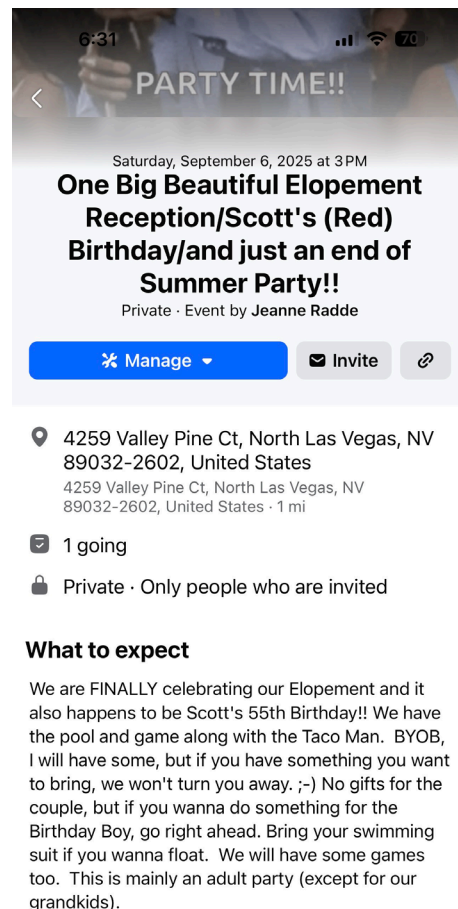 6:31
70
PARTY TIME!!
Saturday, September 6, 2025 at 3 PM
One Big Beautiful Elopement
Reception/Scott's (Red)
Birthday/and just an end of
Summer Party!!
Private · Event by Jeanne Radde
Manage
Invite
4259 Valley Pine Ct, North Las Vegas, NV
89032-2602, United States
4259 Valley Pine Ct, North Las Vegas, NV
89032-2602, United States · 1 mi
1 going
Private · Only people who are invited
What to expect
We are FINALLY celebrating our Elopement and it
also happens to be Scott's 55th Birthday!! We have
the pool and game along with the Taco Man.  BYOB,
I will have some, but if you have something you want
to bring, we won't turn you away. ;-) No gifts for the
couple, but if you wanna do something for the
Birthday Boy, go right ahead. Bring your swimming
suit if you wanna float.  We will have some games
too.  This is mainly an adult party (except for our
grandkids).